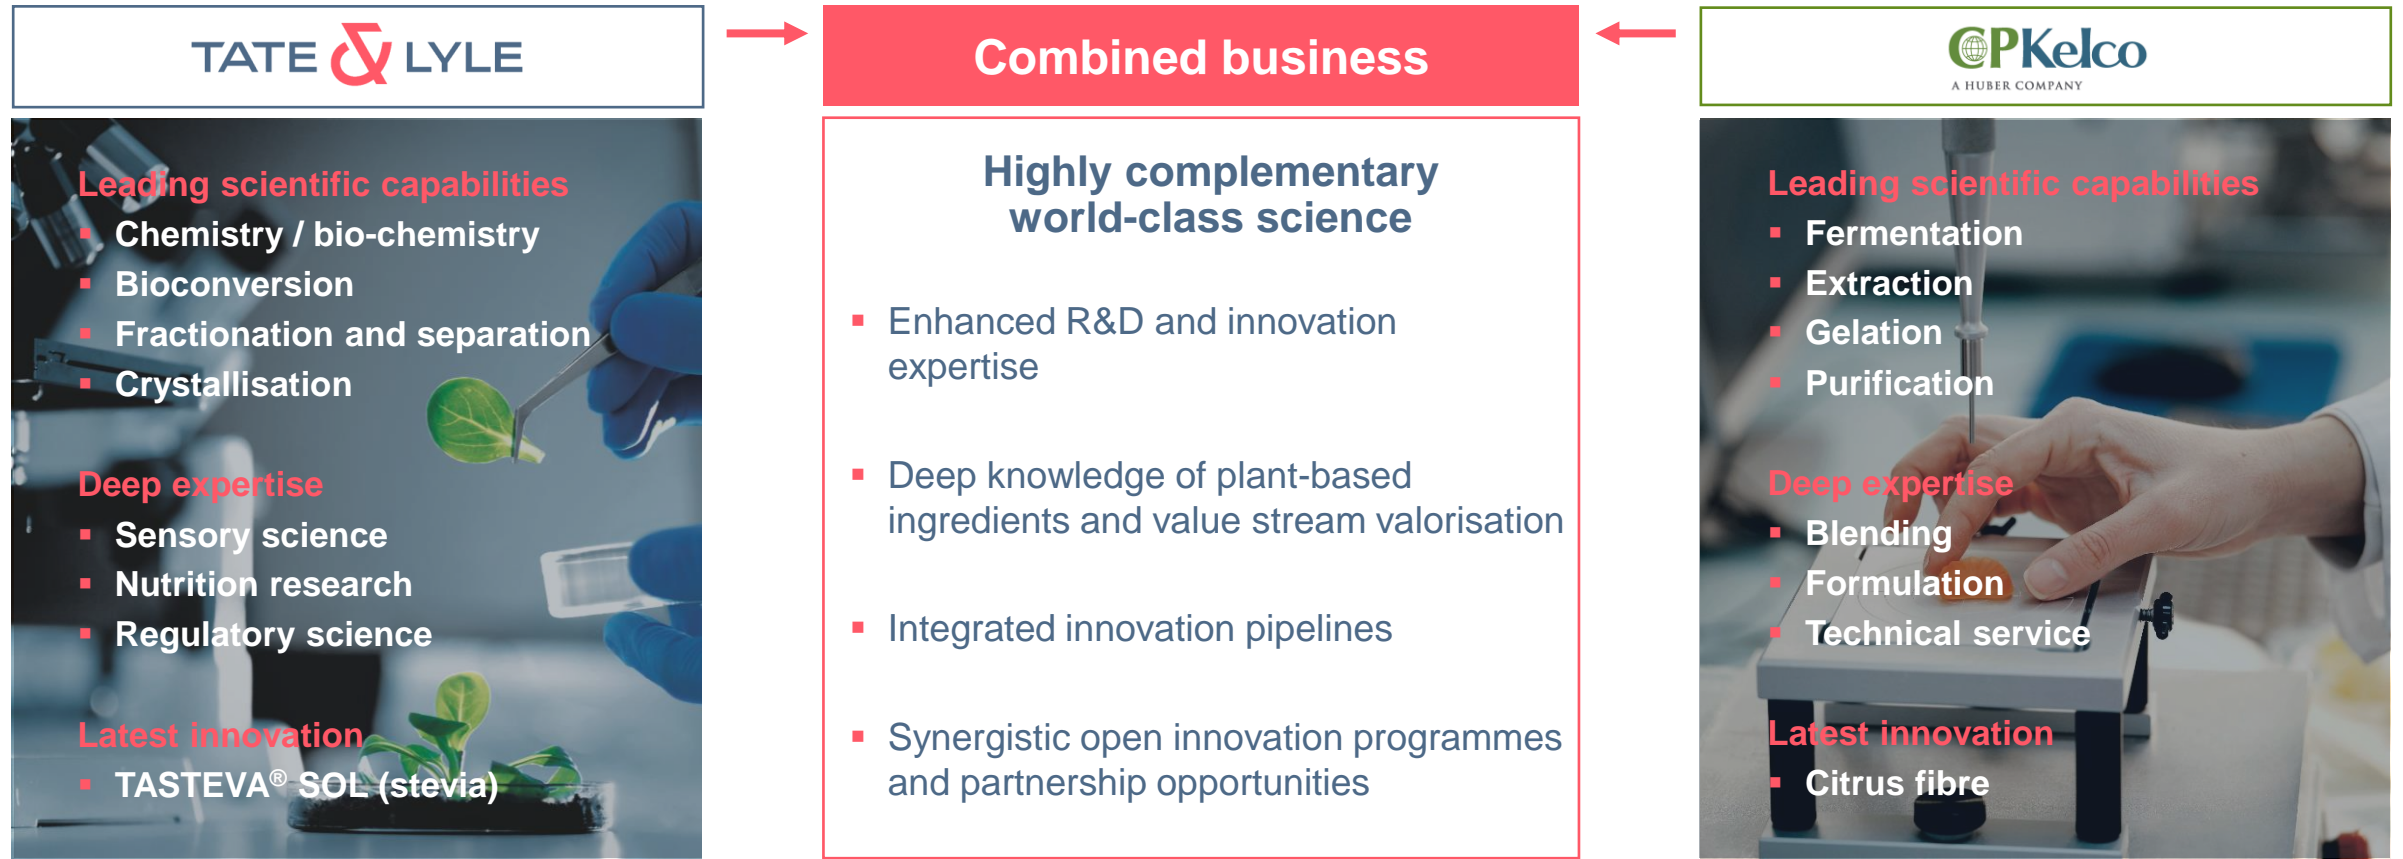 TATE & LYLE
Leading scientific capabilities
▪ Chemistry / bio-chemistry
▪ Bioconversion
▪ Fractionation and separation
▪ Crystallisation
Deep expertise
▪ Sensory science
▪ Nutrition research
▪ Regulatory science
Latest innovation
▪ TASTEVA® SOL (stevia)
Combined business
Highly complementary
world-class science
▪ Enhanced R&D and innovation
expertise
▪ Deep knowledge of plant-based
ingredients and value stream valorisation
▪ Integrated innovation pipelines
▪ Synergistic open innovation programmes
and partnership opportunities
CPKelco
A HUBER COMPANY
Leading scientific capabilities
▪ Fermentation
▪ Extraction
▪ Gelation
▪ Purification
Deep expertise
▪ Blending
▪ Formulation
▪ Technical service
Latest innovation
▪ Citrus fibre